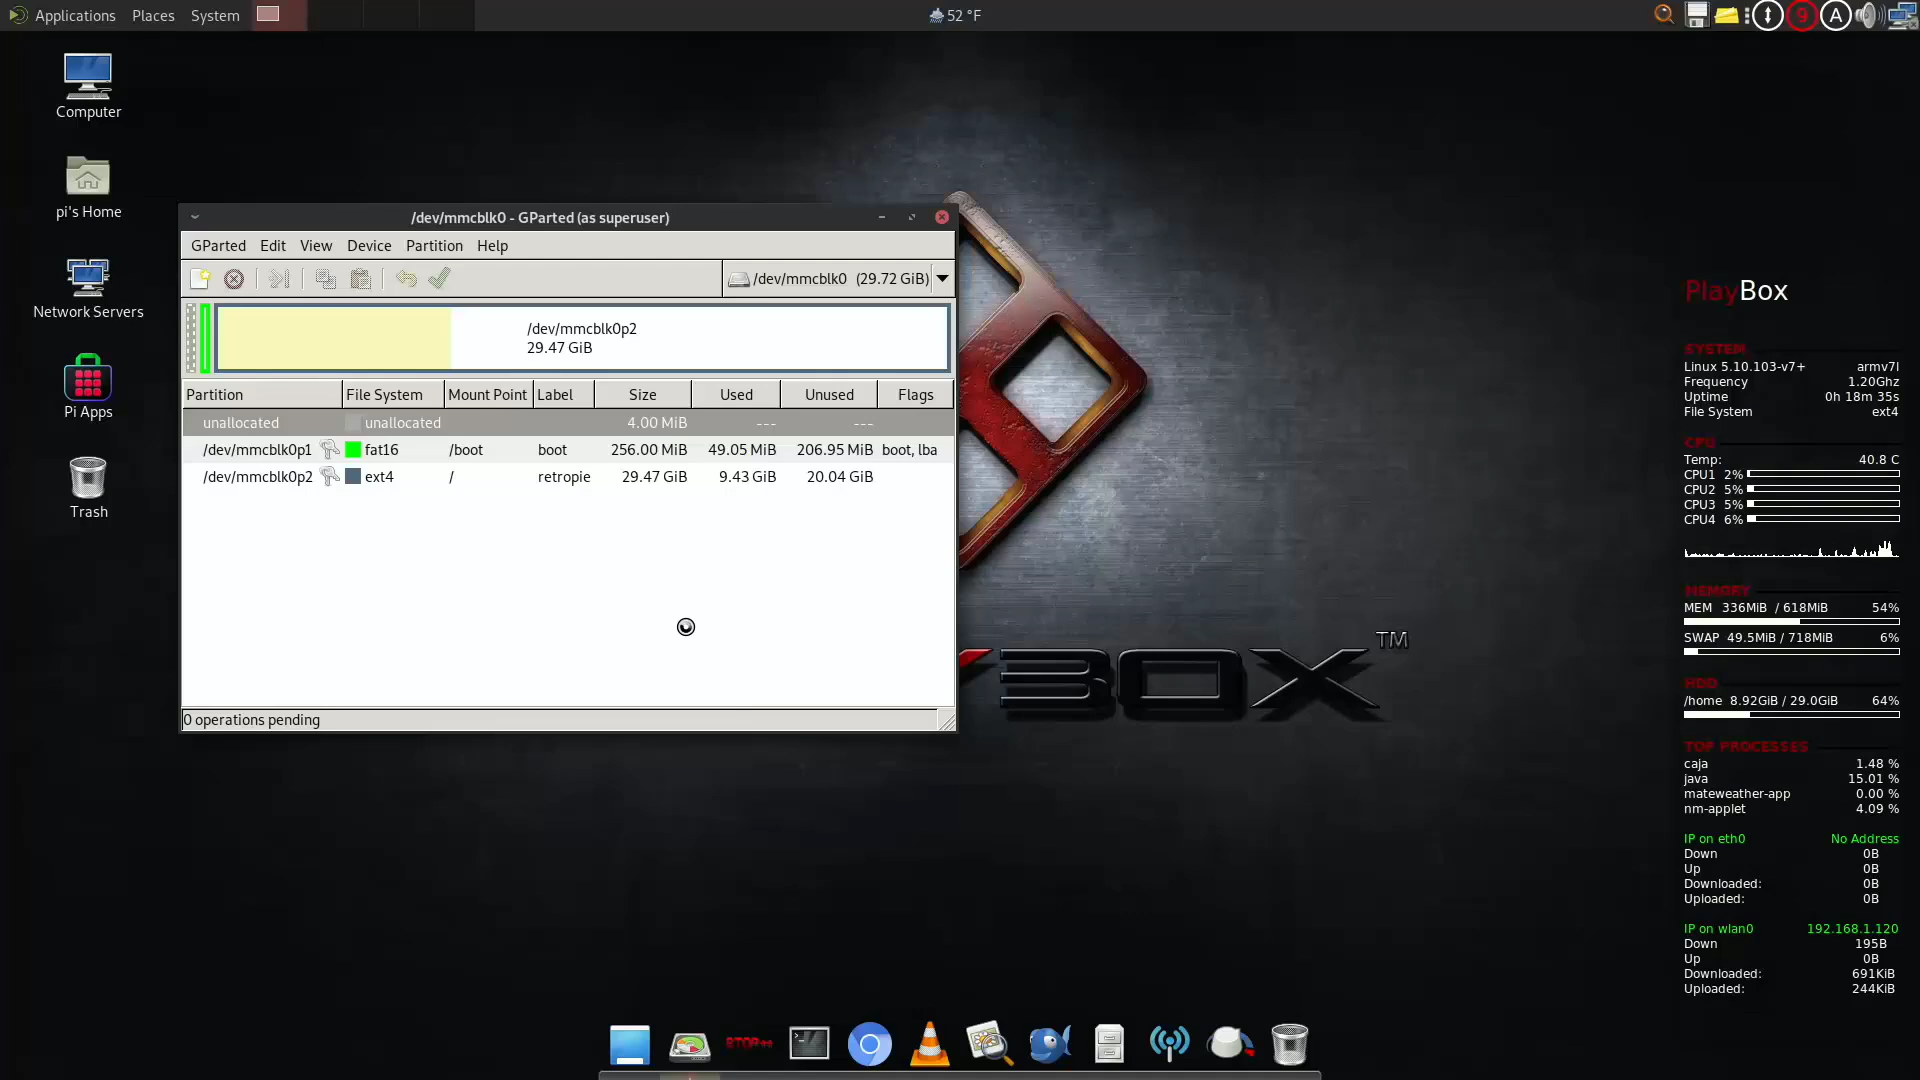 Applications Places System
52 °F
9 A
Computer
pi's Home
Network Servers
Pi Apps
Trash
/dev/mmcblk0 - GParted (as superuser)
GParted Edit View Device Partition Help
/dev/mmcblk0 (29.72 GiB)
/dev/mmcblk0p2
29.47 GiB
Partition File System Mount Point Label Size Used Unused Flags
unallocated unallocated 4.00 MiB --- ---
/dev/mmcblk0p1 fat16 /boot boot 256.00 MiB 49.05 MiB 206.95 MiB boot, lba
/dev/mmcblk0p2 ext4 / retropie 29.47 GiB 9.43 GiB 20.04 GiB
0 operations pending
BOX TM
PlayBox
SYSTEM
Linux 5.10.103-v7+ armv7l
Frequency 1.20Ghz
Uptime 0h 18m 35s
File System ext4
CPU
Temp: 40.8 C
CPU1 2%
CPU2 5%
CPU3 5%
CPU4 6%
MEMORY
MEM 336MiB / 618MiB 54%
SWAP 49.5MiB / 718MiB 6%
HDD
/home 8.92GiB / 29.0GiB 64%
TOP PROCESSES
caja 1.48 %
java 15.01 %
mateweather-app 0.00 %
nm-applet 4.09 %
IP on eth0 No Address
Down 0B
Up 0B
Downloaded: 0B
Uploaded: 0B
IP on wlan0 192.168.1.120
Down 195B
Up 0B
Downloaded: 691KiB
Uploaded: 244KiB
BTOP++